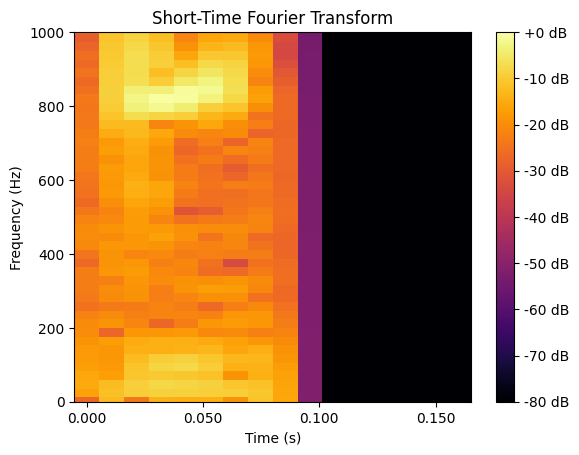 Short-Time Fourier Transform
1000
800
600
400
200
0
Frequency (Hz)
0.000
0.050
0.100
0.150
Time (s)
+0 dB
-10 dB
-20 dB
-30 dB
-40 dB
-50 dB
-60 dB
-70 dB
-80 dB